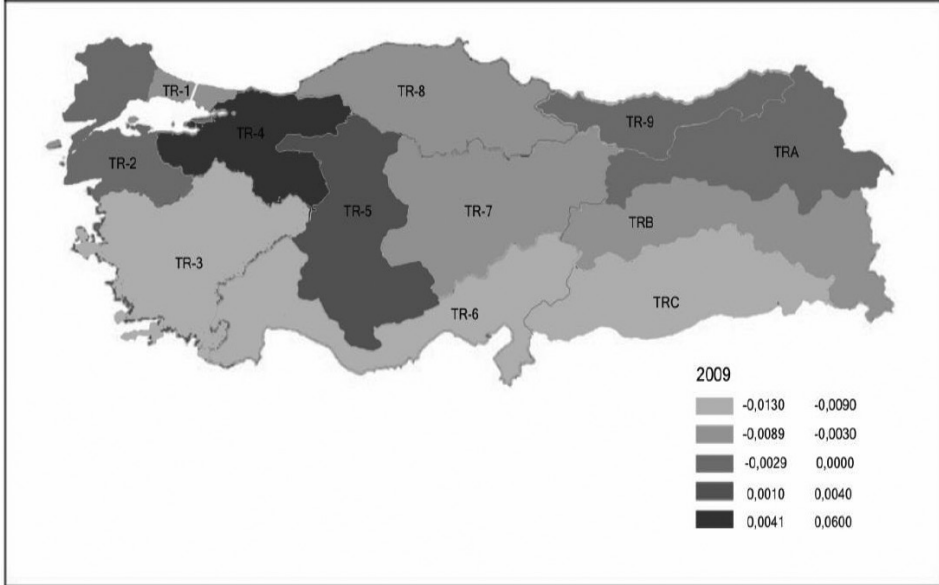 TR-1
TR-8
TR-4
TR-9
TR-2
TRA
TR-5
TR-7
TRB
TR-3
TRC
TR-6
2009
-0,0130 -0,0090
-0,0089 -0,0030
-0,0029 0,0000
0,0010 0,0040
0,0041 0,0600